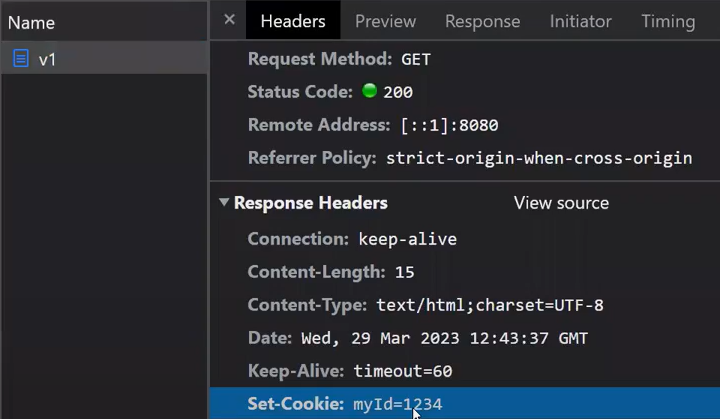 Name
v1
× Headers Preview Response Initiator Timing
Request Method: GET
Status Code: 200
Remote Address: [::1]:8080
Referrer Policy: strict-origin-when-cross-origin
Response Headers View source
Connection: keep-alive
Content-Length: 15
Content-Type: text/html;charset=UTF-8
Date: Wed, 29 Mar 2023 12:43:37 GMT
Keep-Alive: timeout=60
Set-Cookie: myId=1234